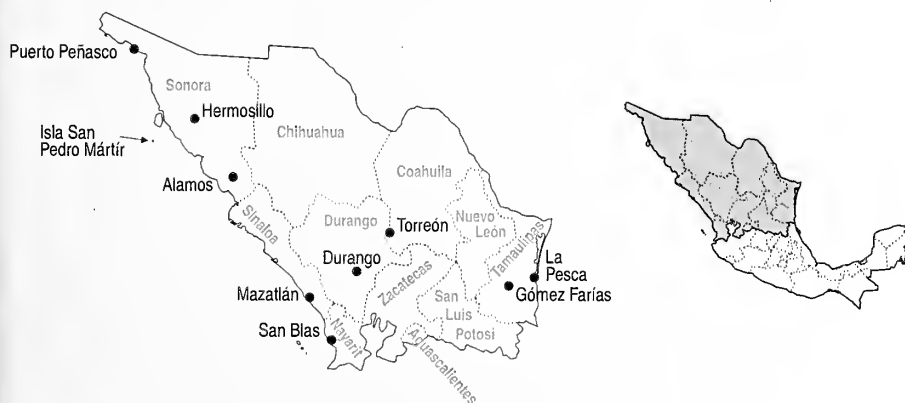 Puerto Peñasco
Sonora
Hermosillo
Chihuahua
Isla San
Pedro Mártír
Coahuila
Alamos
Sinaloa
Durango
Nuevo
León
Torreón
Tamaulipas
Durango
La
Pesca
Zacatecas
Gómez Farías
Mazatlán
San
Luis
Potosí
San Blas
Nayarit
Aguascalientes